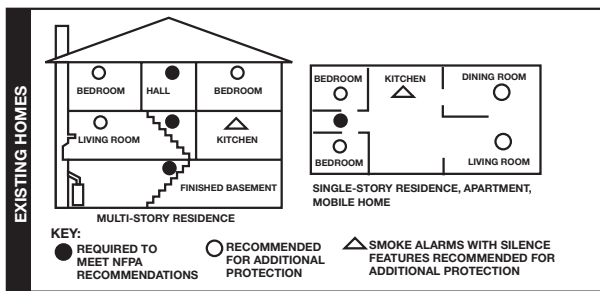 EXISTING HOMES
BEDROOM
HALL
BEDROOM
LIVING ROOM
KITCHEN
FINISHED BASEMENT
MULTI-STORY RESIDENCE
BEDROOM
KITCHEN
DINING ROOM
BEDROOM
LIVING ROOM
SINGLE-STORY RESIDENCE, APARTMENT,
MOBILE HOME
KEY:
REQUIRED TO
MEET NFPA
RECOMMENDATIONS
RECOMMENDED
FOR ADDITIONAL
PROTECTION
SMOKE ALARMS WITH SILENCE
FEATURES RECOMMENDED FOR
ADDITIONAL PROTECTION